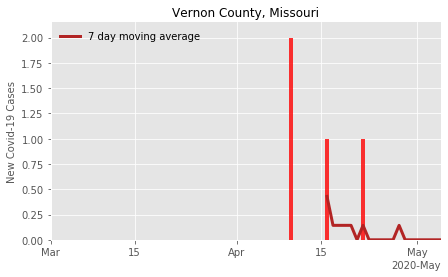 Vernon County, Missouri
7 day moving average
New Covid-19 Cases
2.00
1.75
1.50
1.25
1.00
0.75
0.50
0.25
0.00
Mar 15 Apr 15 May
2020-May